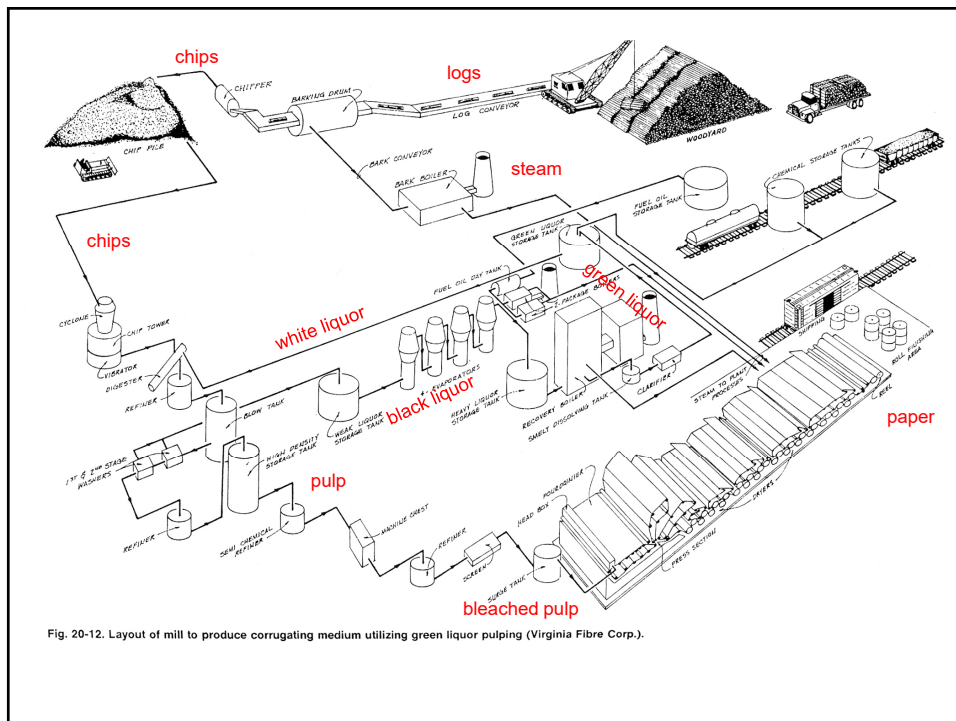 chips
logs
CHIPPER
BARKING DRUM
LOG CONVEYOR
WOODYARD
CHIP PILE
BARK CONVEYOR
BARK BOILER
steam
CHEMICAL STORAGE TANKS
FUEL OIL
STORAGE TANK
GREEN LIQUOR
STORAGE TANK
chips
FUEL OIL DAY TANK
2 PACKAGE BOILERS
green liquor
CYCLONE
CHIP TOWER
VIBRATOR
DIGESTER
REFINER
white liquor
4 EVAPORATORS
black liquor
WEAK LIQUOR
STORAGE TANK
HEAVY LIQUOR
STORAGE TANK
RECOVERY BOILER
SMELT DISSOLVING TANK
CLARIFIER
SHIPPING
ROLL FINISHING
AREA
STEAM TO PLANT
PROCESSES
REEL
paper
BLOW TANK
HIGH DENSITY
STORAGE TANK
1ST & 2ND STAGE
WASHERS
pulp
REFINER
SEMI CHEMICAL
REFINER
MACHINE CHEST
REFINER
SCREEN
SURGE TANK
HEAD BOX
FOURDRINIER
PRESS SECTION
DRIERS
bleached pulp
Fig. 20-12. Layout of mill to produce corrugating medium utilizing green liquor pulping (Virginia Fibre Corp.).